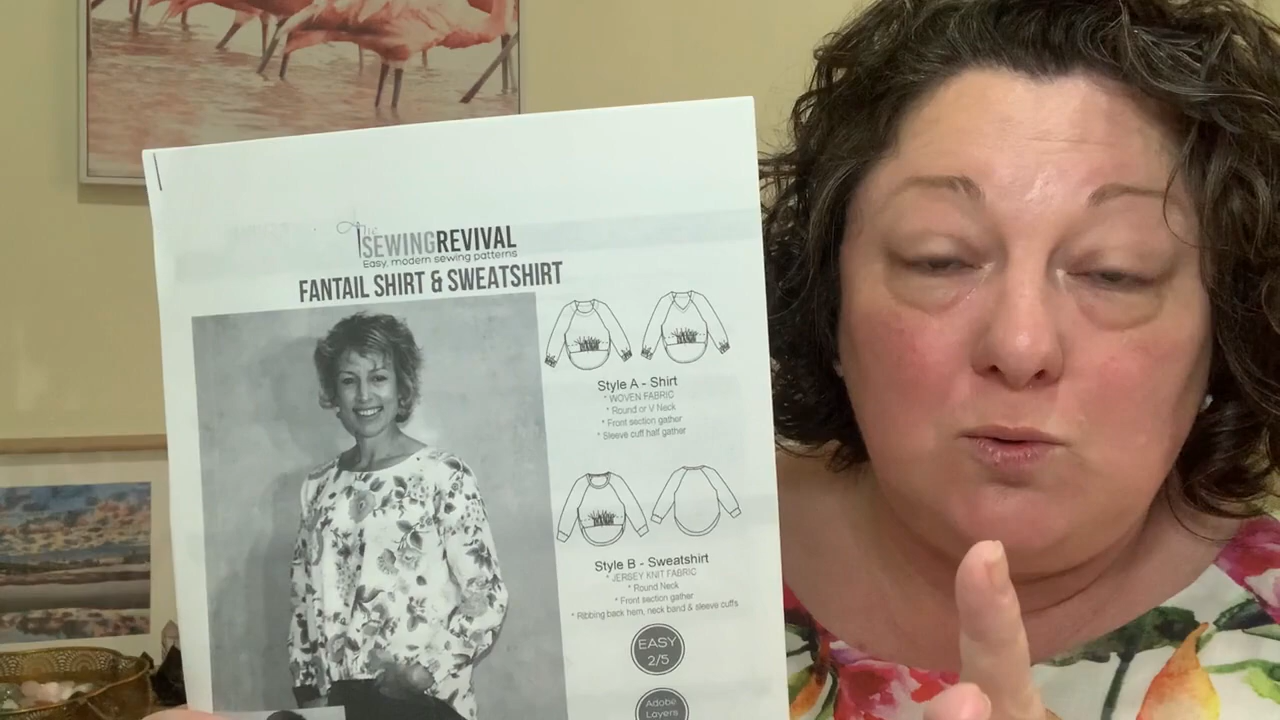 The
SEWINGREVIVAL
Easy, modern sewing patterns
FANTAIL SHIRT & SWEATSHIRT
Style A - Shirt
* WOVEN FABRIC
* Round or V Neck
* Front section gather
* Sleeve cuff half gather
Style B - Sweatshirt
* JERSEY KNIT FABRIC
* Round Neck
* Front section gather
* Ribbing back hem, neck band & sleeve cuffs
EASY
2/5
Adobe
Layers